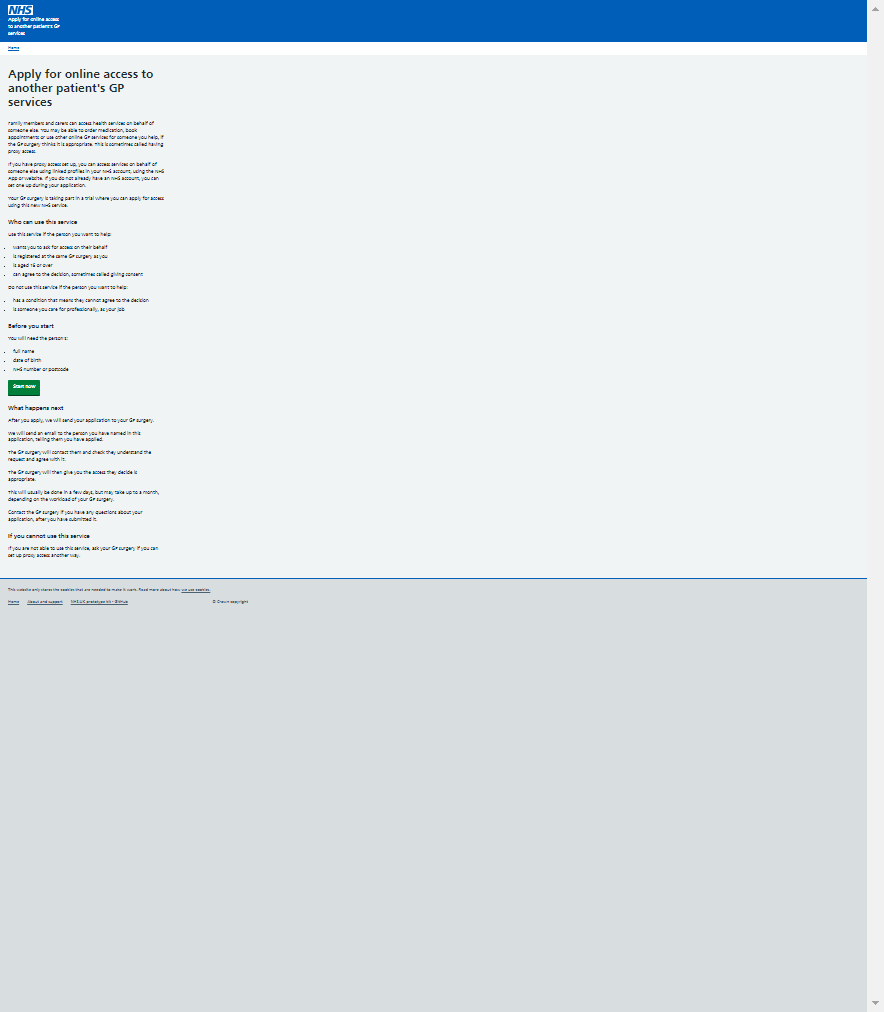 NHS
Apply for online access
to another patient's GP
services
Home
Apply for online access to
another patient's GP
services
Family members and carers can access health services on behalf of
someone else. You may be able to order medication, book
appointments or use other online GP services for someone you help, if
the GP surgery thinks it is appropriate. This is sometimes called having
proxy access.
If you have proxy access set up, you can access services on behalf of
someone else using linked profiles in your NHS account, using the NHS
App or website. If you do not already have an NHS account, you can
set one up during your application.
Your GP surgery is taking part in a trial where you can apply for access
using this new NHS service.
Who can use this service
Use this service if the person you want to help:
• wants you to ask for access on their behalf
• is registered at the same GP surgery as you
• is aged 16 or over
• can agree to the decision, sometimes called giving consent
Do not use this service if the person you want to help:
• has a condition that means they cannot agree to the decision
• is someone you care for professionally, as your job
Before you start
You will need the person's:
• full name
• date of birth
• NHS number or postcode
Start now
What happens next
After you apply, we will send your application to your GP surgery.
We will send an email to the person you have named in this
application, telling them you have applied.
The GP surgery will contact them and check they understand the
request and agree with it.
The GP surgery will then give you the access they decide is
appropriate.
This will usually be done in a few days, but may take up to a month,
depending on the workload of your GP surgery.
Contact the GP surgery if you have any questions about your
application, after you have submitted it.
If you cannot use this service
If you are not able to use this service, ask your GP surgery if you can
set up proxy access another way.
This website only stores the cookies that are needed to make it work. Read more about how we use cookies.
Home About and support NHS.UK prototype kit - GitHub © Crown copyright